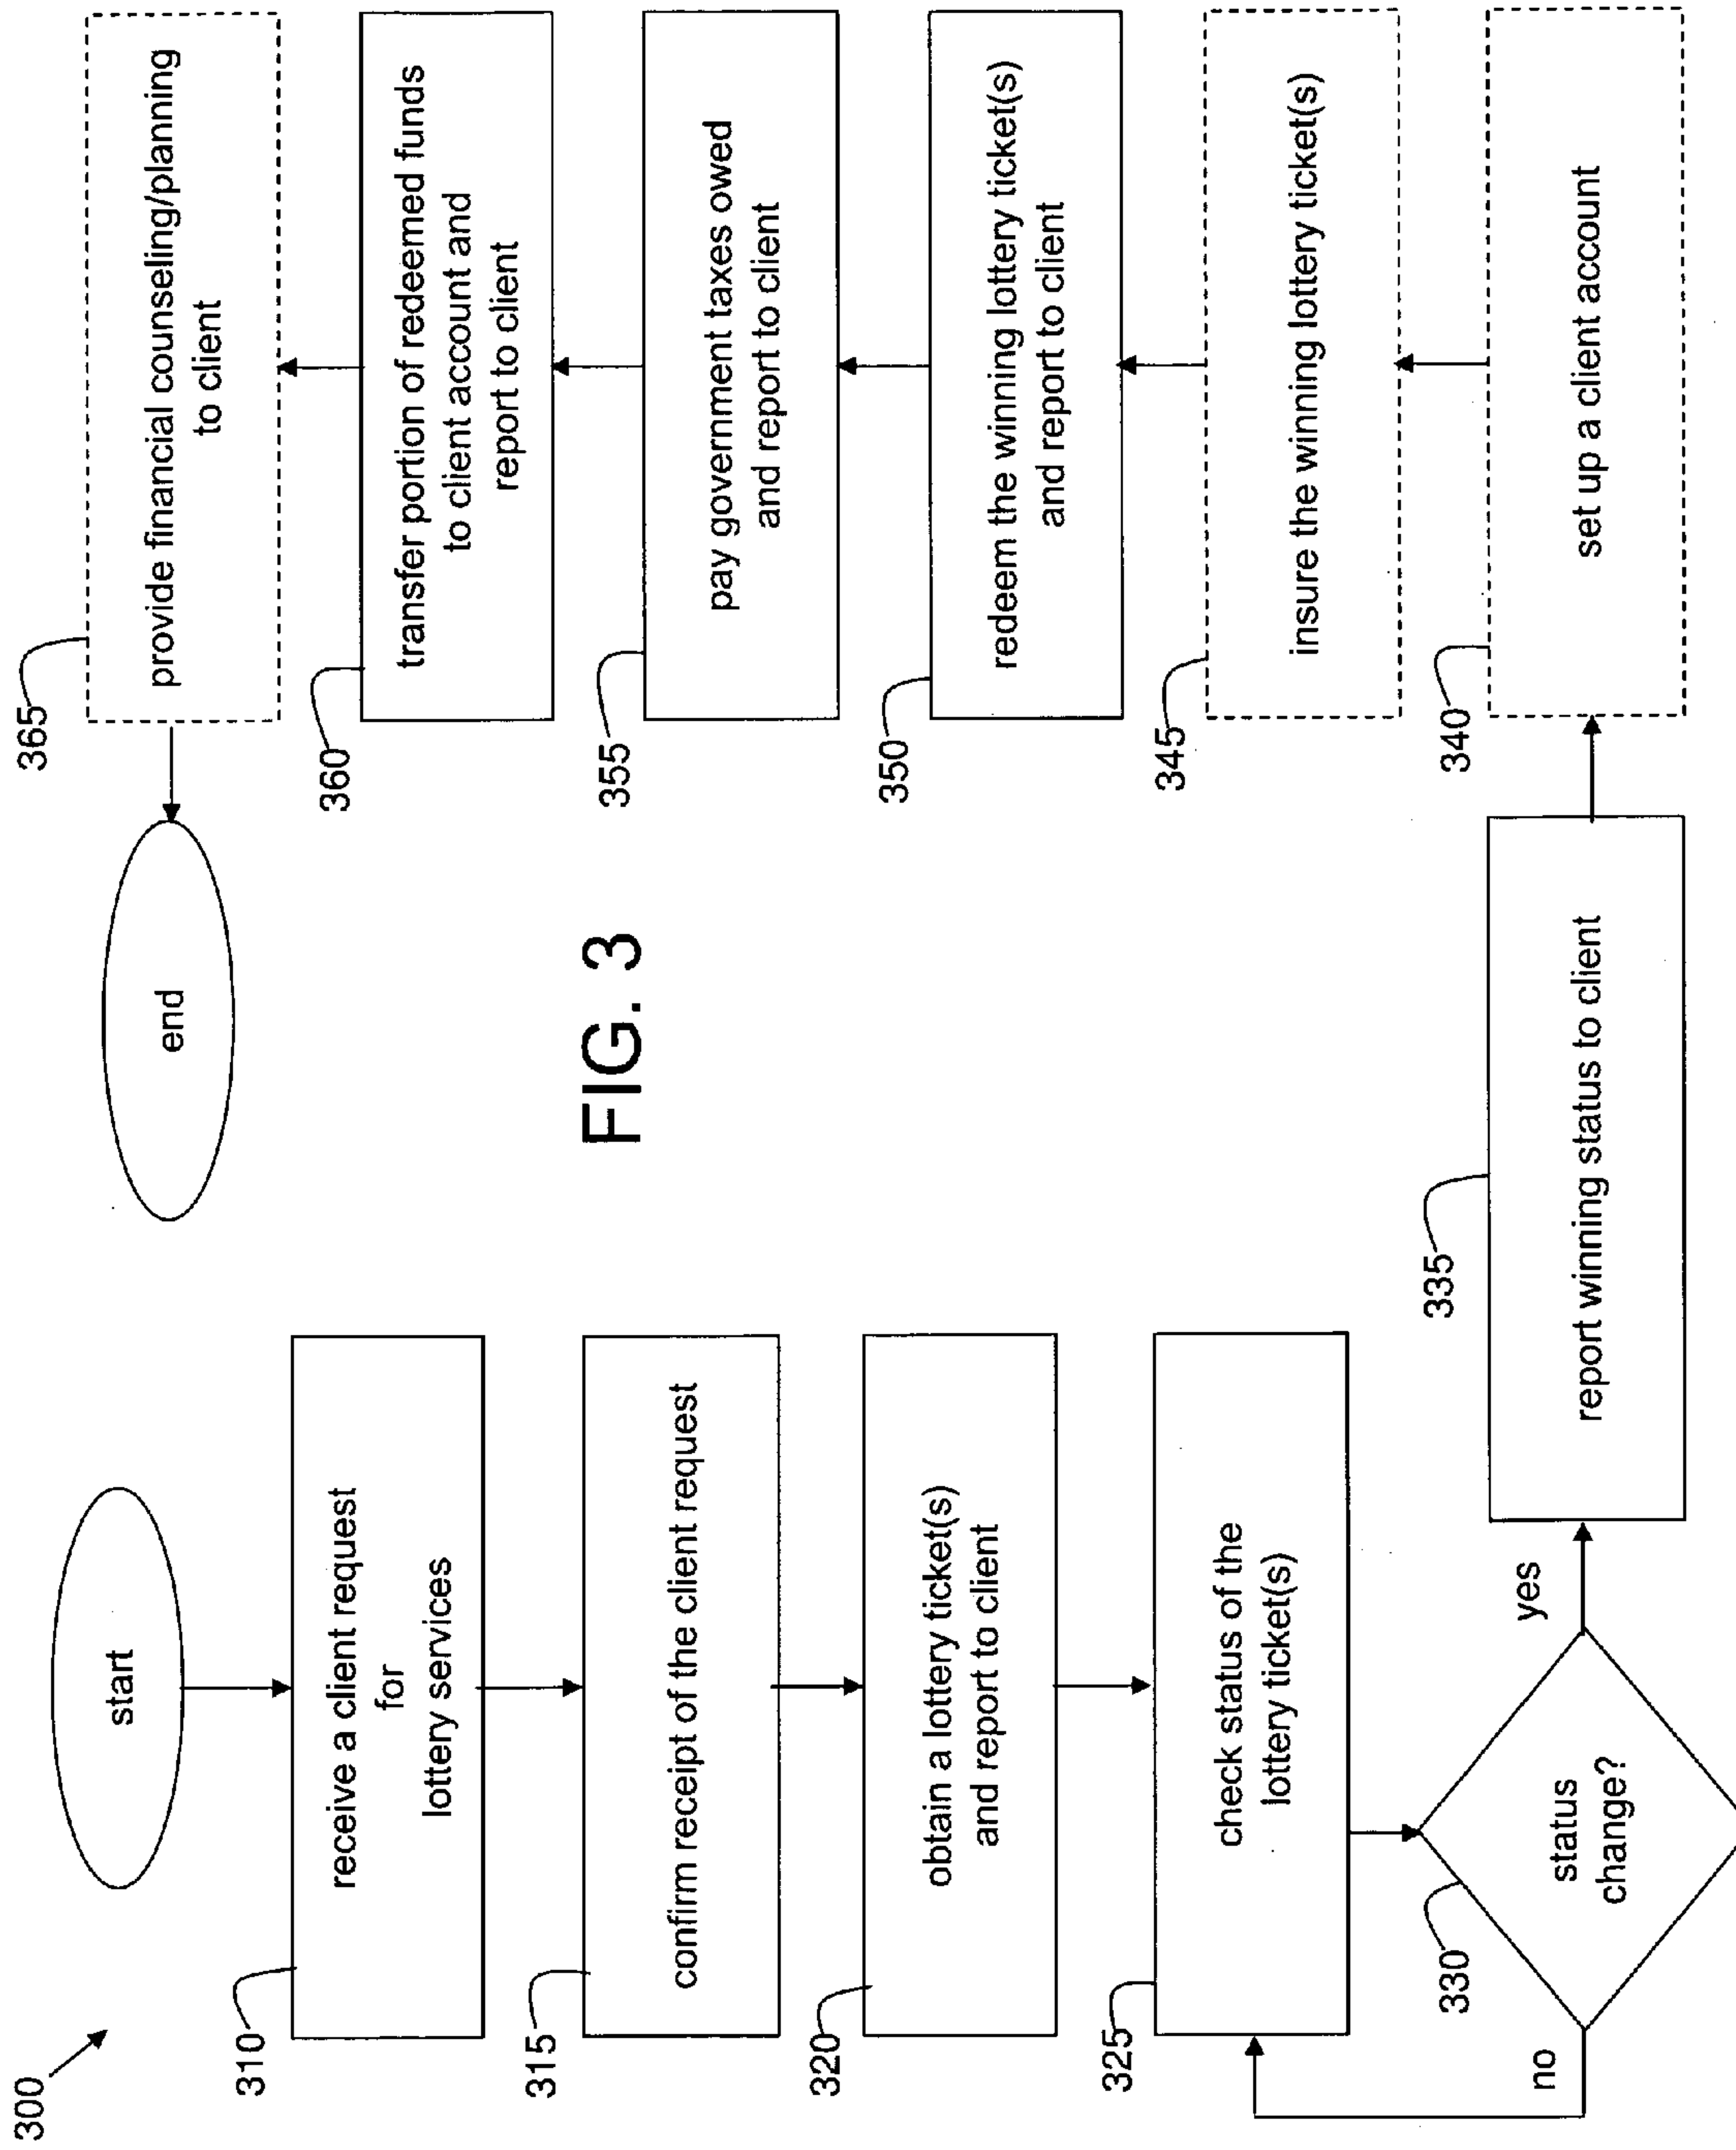 300
start
310
receive a client request
for
lottery services
315
confirm receipt of the client request
320
obtain a lottery ticket(s)
and report to client
325
check status of the
lottery ticket(s)
330
status
change?
no
yes
335
report winning status to client
340
set up a client account
345
insure the winning lottery ticket(s)
350
redeem the winning lottery ticket(s)
and report to client
355
pay government taxes owed
and report to client
360
transfer portion of redeemed funds
to client account and
report to client
365
provide financial counseling/planning
to client
end
FIG. 3